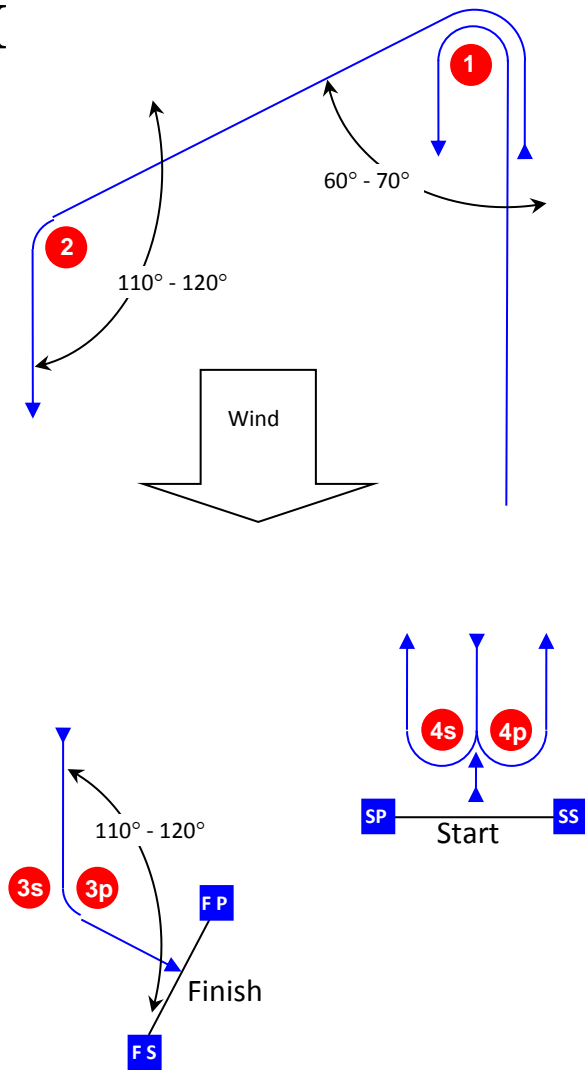 1
60° - 70°
2
110° - 120°
Wind
4s 4p
SP SS
Start
110° - 120°
3s 3p
F P
Finish
F S